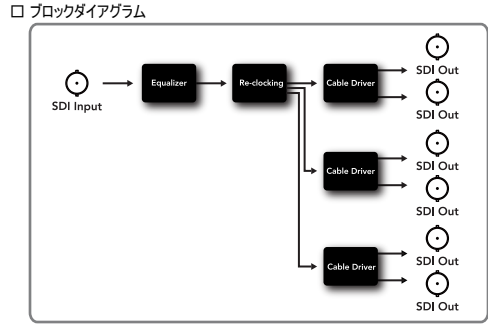 □ ブロックダイアグラム
SDI Input
Equalizer
Re-clocking
Cable Driver
SDI Out
SDI Out
Cable Driver
SDI Out
SDI Out
Cable Driver
SDI Out
SDI Out